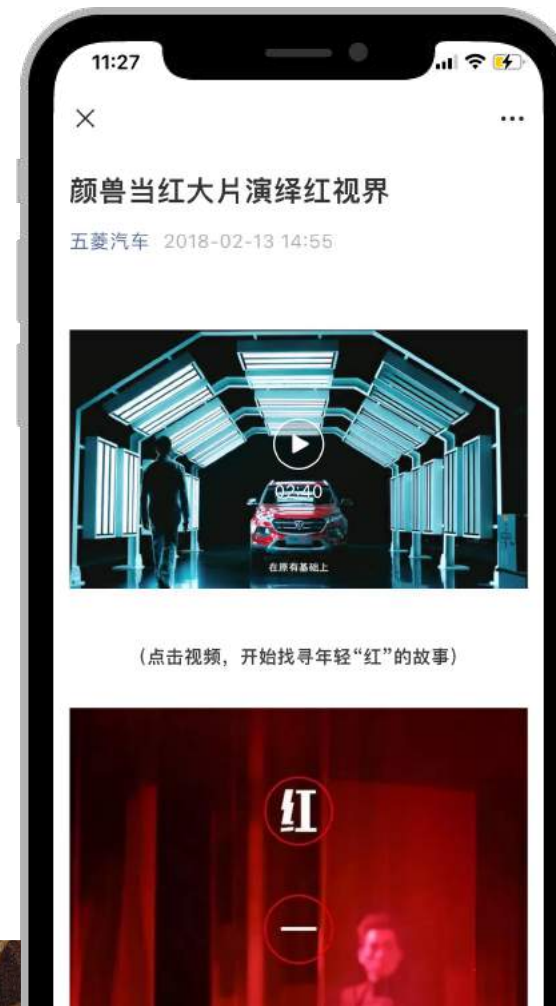 11:27
颜兽当红大片演绎红视界
五菱汽车 2018-02-13 14:55
02:40
在原有基础上
（点击视频，开始找寻年轻“红”的故事）
红
一